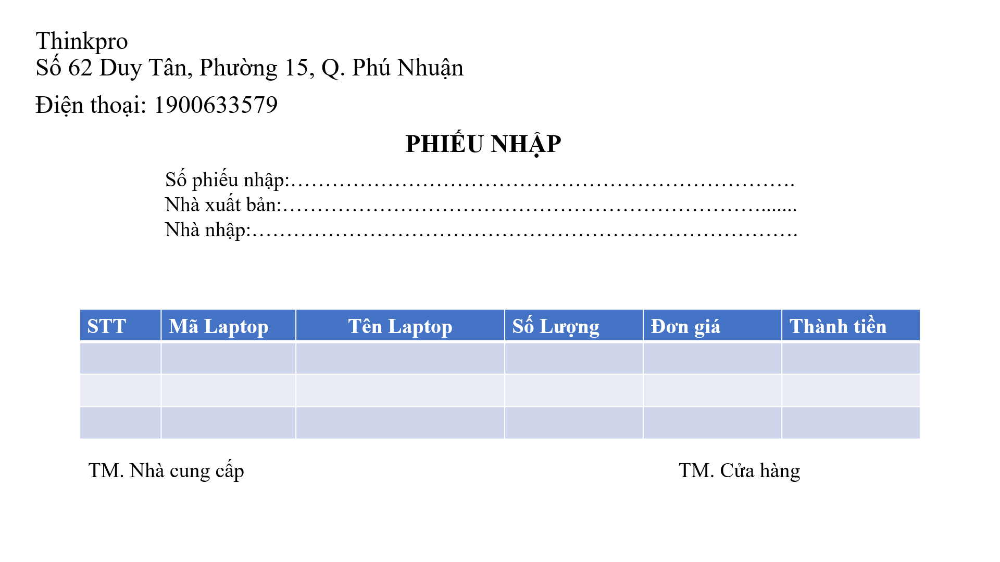 Thinkpro
Số 62 Duy Tân, Phường 15, Q. Phú Nhuận
Điện thoại: 1900633579
PHIẾU NHẬP
Số phiếu nhập:……………………………………………………………….
Nhà xuất bản:…………………………………………………………….......
Nhà nhập:…………………………………………………………………….
STT Mã Laptop Tên Laptop Số Lượng Đơn giá Thành tiền
TM. Nhà cung cấp TM. Cửa hàng